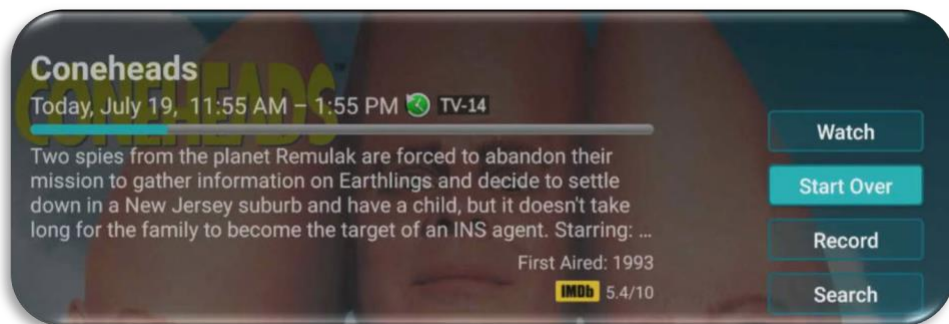 Coneheads
CONEHEADS™
Today, July 19, 11:55 AM – 1:55 PM TV-14
Two spies from the planet Remulak are forced to abandon their
mission to gather information on Earthlings and decide to settle
down in a New Jersey suburb and have a child, but it doesn't take
long for the family to become the target of an INS agent. Starring: ...
First Aired: 1993
IMDb 5.4/10
Watch
Start Over
Record
Search